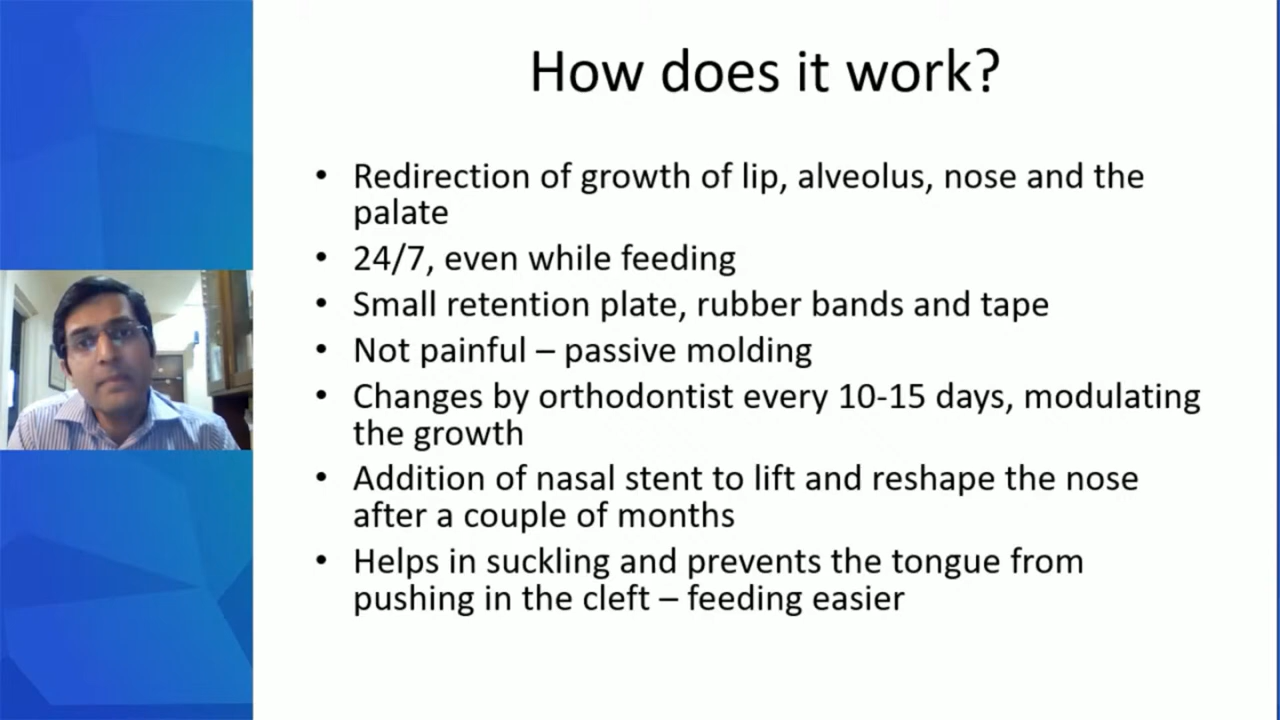 How does it work?
• Redirection of growth of lip, alveolus, nose and the
palate
• 24/7, even while feeding
• Small retention plate, rubber bands and tape
• Not painful – passive molding
• Changes by orthodontist every 10-15 days, modulating
the growth
• Addition of nasal stent to lift and reshape the nose
after a couple of months
• Helps in suckling and prevents the tongue from
pushing in the cleft – feeding easier